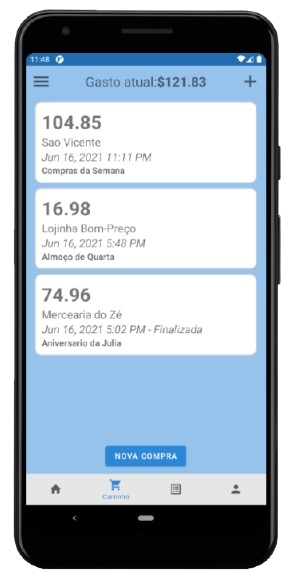 11:48
Gasto atual:$121.83
104.85
Sao Vicente
Jun 16, 2021 11:11 PM
Compras da Semana
16.98
Lojinha Bom-Preço
Jun 16, 2021 5:48 PM
Almoço de Quarta
74.96
Mercearia do Zé
Jun 16, 2021 5:02 PM - Finalizada
Aniversario da Julia
NOVA COMPRA
Carrinho